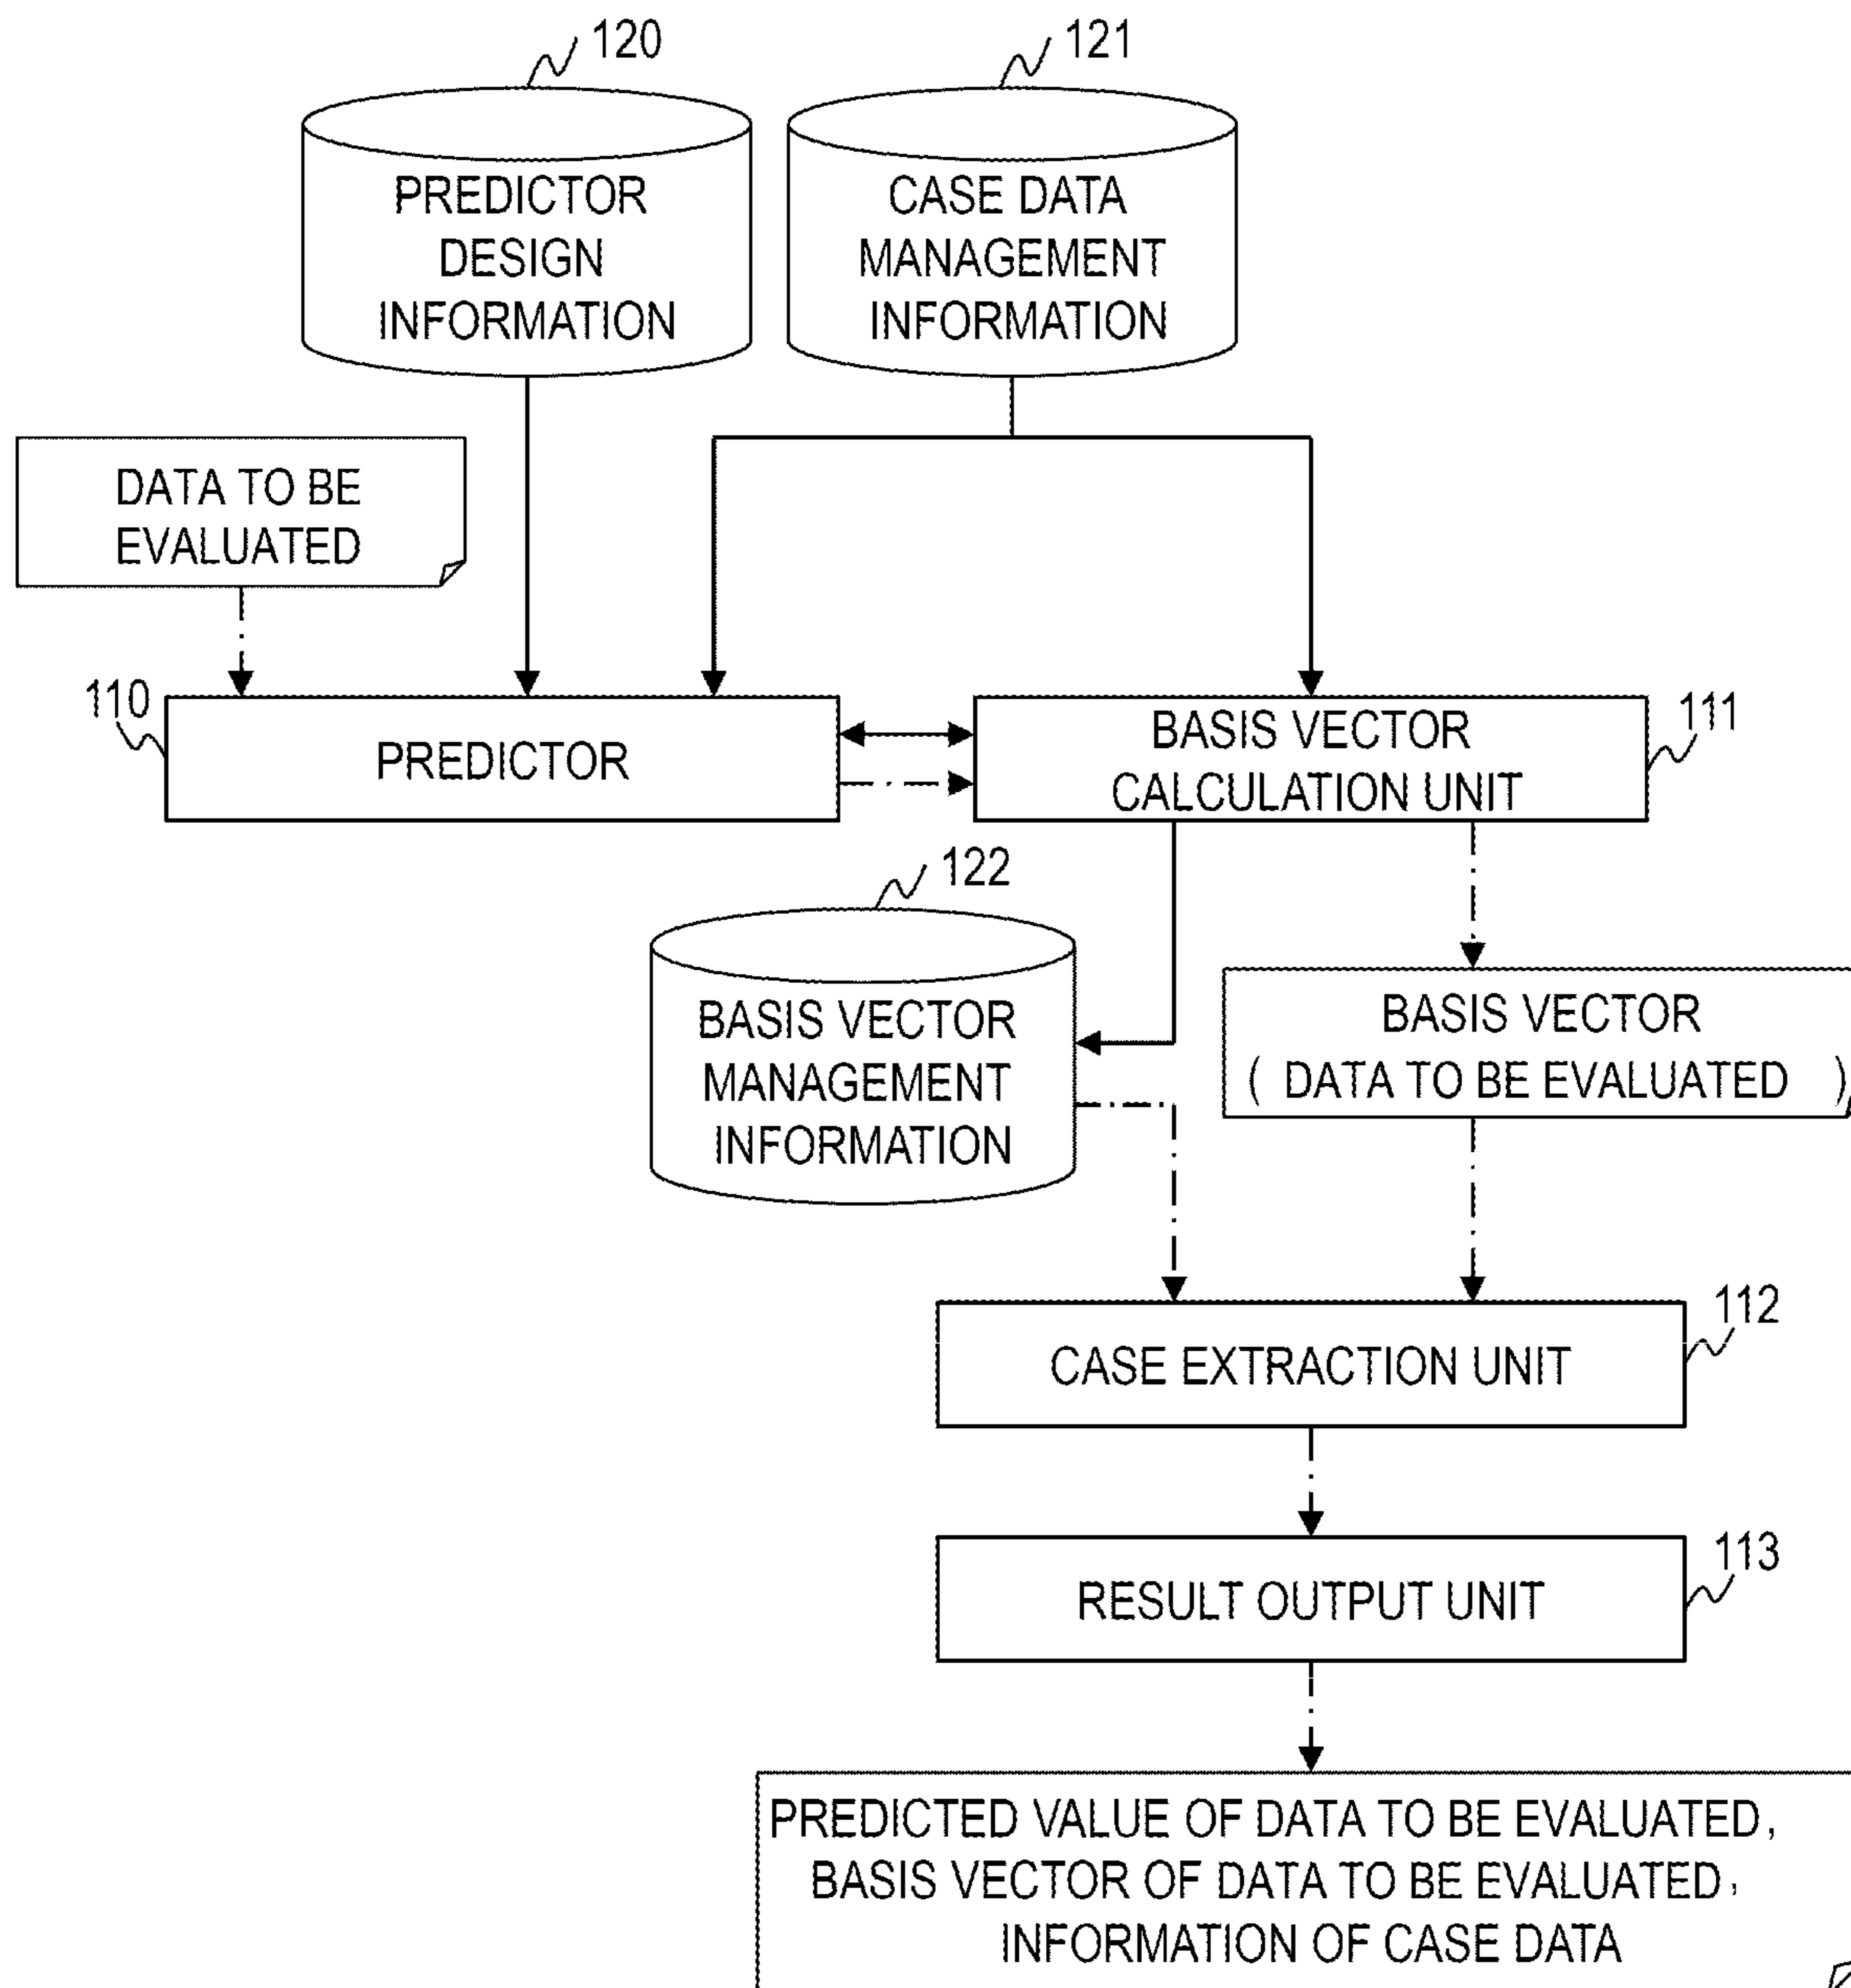 120
121
PREDICTOR
DESIGN
INFORMATION
CASE DATA
MANAGEMENT
INFORMATION
DATA TO BE
EVALUATED
110
PREDICTOR
BASIS VECTOR
CALCULATION UNIT
111
122
BASIS VECTOR
MANAGEMENT
INFORMATION
BASIS VECTOR
( DATA TO BE EVALUATED )
112
CASE EXTRACTION UNIT
113
RESULT OUTPUT UNIT
PREDICTED VALUE OF DATA TO BE EVALUATED,
BASIS VECTOR OF DATA TO BE EVALUATED,
INFORMATION OF CASE DATA